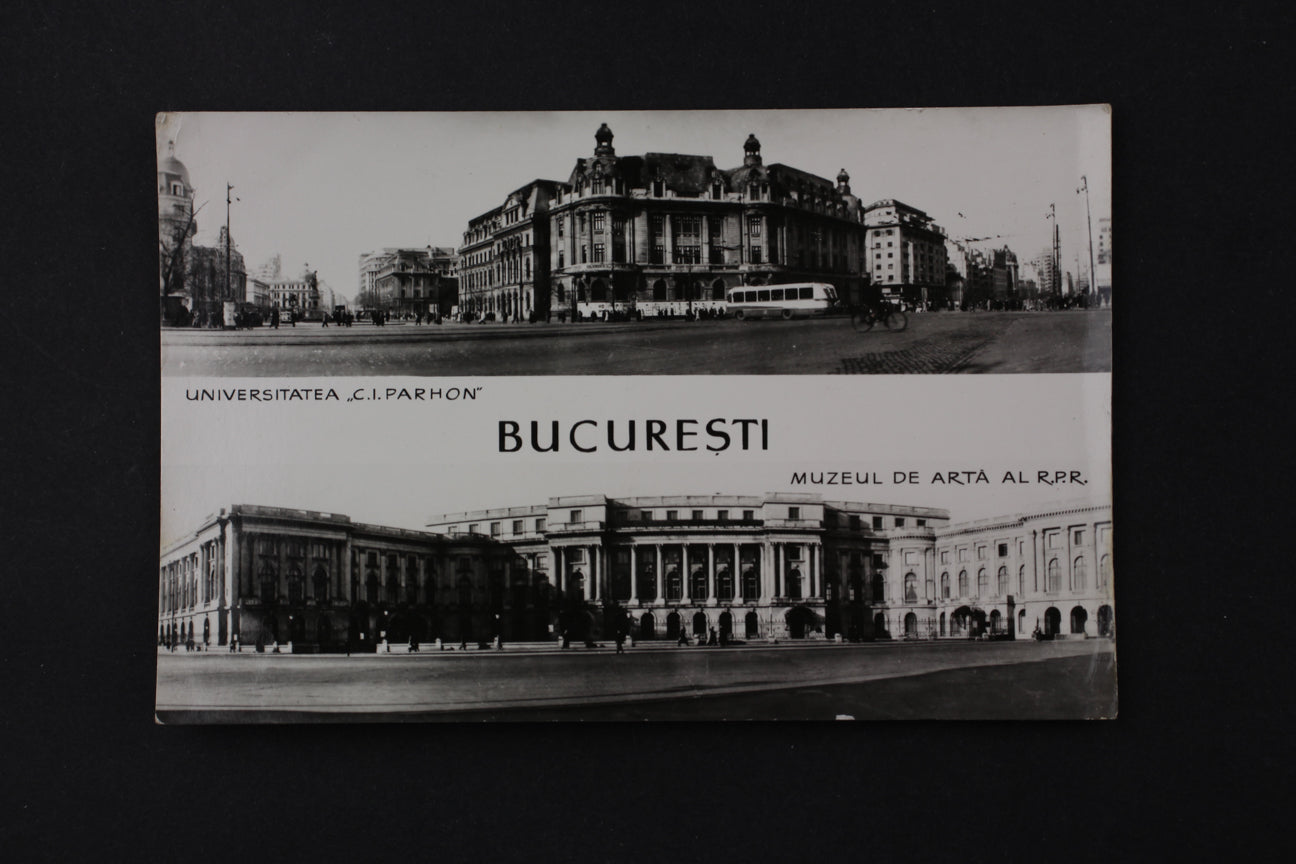 UNIVERSITATEA „C.I.PARHON”
BUCUREȘTI
MUZEUL DE ARTĂ AL R.P.R.